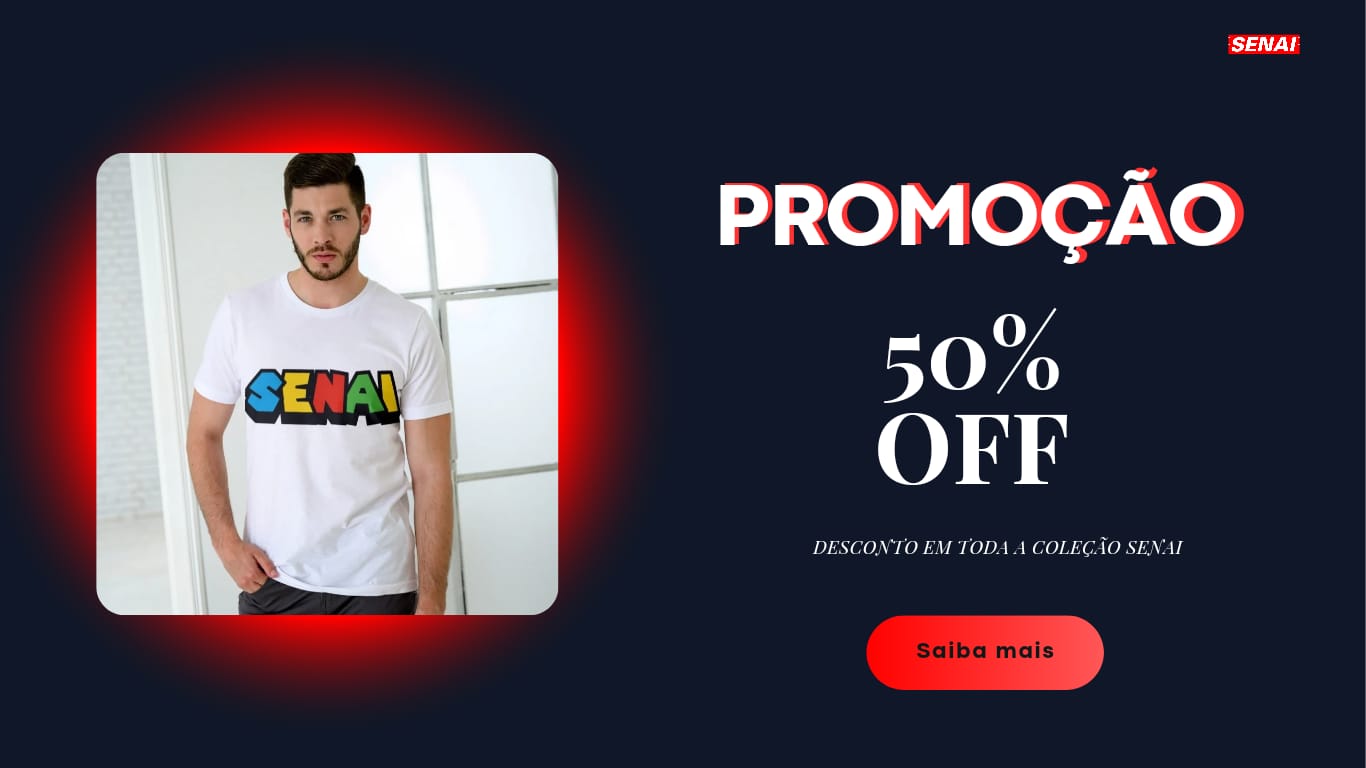 SENAI
PROMOÇÃO
SENAI
50%
OFF
DESCONTO EM TODA A COLEÇÃO SENAI
Saiba mais